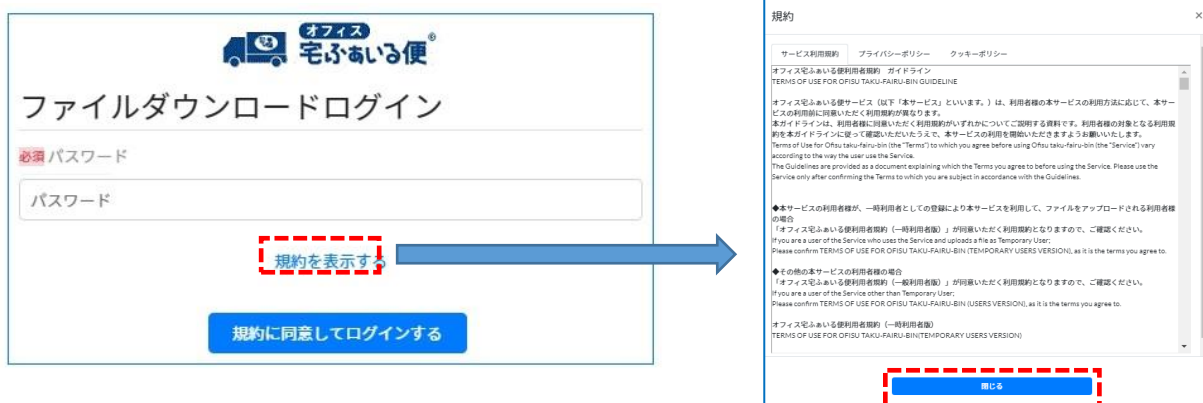 オフィス
宅ふぁいる便®
ファイルダウンロードログイン
必須 パスワード
パスワード
規約を表示する
規約に同意してログインする
規約
×
サービス利用規約 プライバシーポリシー クッキーポリシー
オフィス宅ふぁいる便利用者規約 ガイドライン
TERMS OF USE FOR OFISU TAKU-FAIRU-BIN GUIDELINE
オフィス宅ふぁいる便サービス（以下「本サービス」といいます。）は、利用者様の本サービスの利用方法に応じて、本サー
ビスの利用前に同意いただく利用規約が異なります。
本ガイドラインは、利用者様に同意いただく利用規約がいずれかについてご説明する資料です。利用者様の対象となる利用規
約を本ガイドラインに従って確認いただいたうえで、本サービスの利用を開始いただきますようお願いいたします。
Terms of Use for Ofisu taku-fairu-bin (the "Terms") to which you agree before using Ofisu taku-fairu-bin (the "Service") vary
according to the way the user use the Service.
The Guidelines are provided as a document explaining which the Terms you agree to before using the Service. Please use the
Service only after confirming the Terms to which you are subject in accordance with the Guidelines.
◆本サービスの利用者様が、一時利用者としての登録により本サービスを利用して、ファイルをアップロードされる利用者様
の場合
「オフィス宅ふぁいる便利用者規約（一時利用者版）」が同意いただく利用規約となりますので、ご確認ください。
If you are a user of the Service who uses the Service and uploads a file as Temporary User;
Please confirm TERMS OF USE FOR OFISU TAKU-FAIRU-BIN (TEMPORARY USERS VERSION), as it is the terms you agree to.
◆その他の本サービスの利用者様の場合
「オフィス宅ふぁいる便利用者規約（一般利用者版）」が同意いただく利用規約となりますので、ご確認ください。
If you are a user of the Service other than Temporary User;
Please confirm TERMS OF USE FOR OFISU TAKU-FAIRU-BIN (USERS VERSION), as it is the terms you agree to.
オフィス宅ふぁいる便利用者規約（一時利用者版）
TERMS OF USE FOR OFISU TAKU-FAIRU-BIN(TEMPORARY USERS VERSION)
閉じる